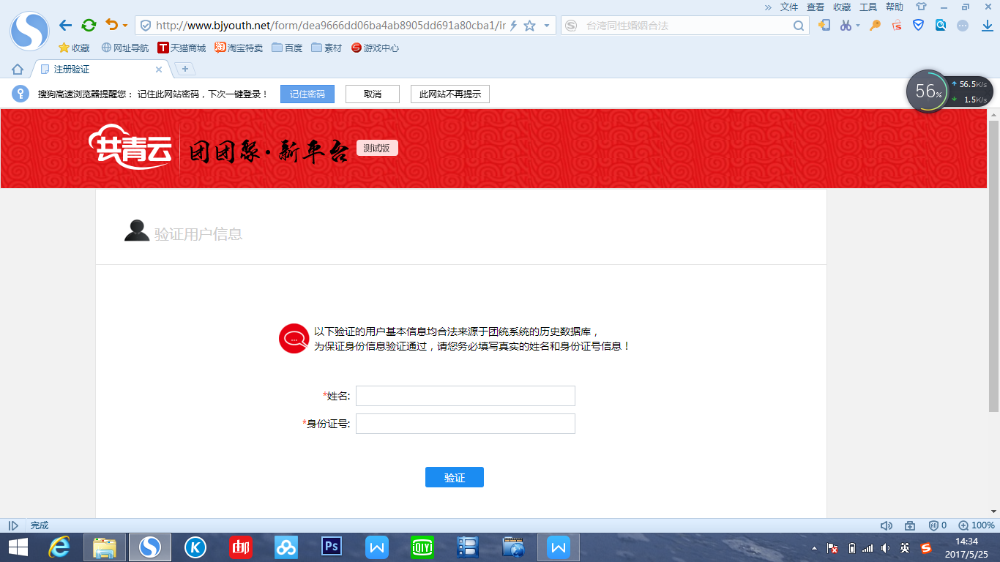 » 文件 查看 收藏 工具 帮助
http://www.bjyouth.net/form/dea9666dd06ba4ab8905dd691a80cba1/ir
台湾同性婚姻合法
收藏 网址导航 天猫商城 淘宝特卖 百度 素材 游戏中心
注册验证
搜狗高速浏览器提醒您： 记住此网站密码，下次一键登录！ 记住密码 取消 此网站不再提示
56% 56.5K/s
1.5K/s
共青云 团团聚·新平台 测试版
验证用户信息
以下验证的用户基本信息均合法来源于团统系统的历史数据库，
为保证身份信息验证通过，请您务必填写真实的姓名和身份证号信息！
*姓名:
*身份证号:
验证
完成 0 100%
邮 Ps iQIY 英
14:34
2017/5/25